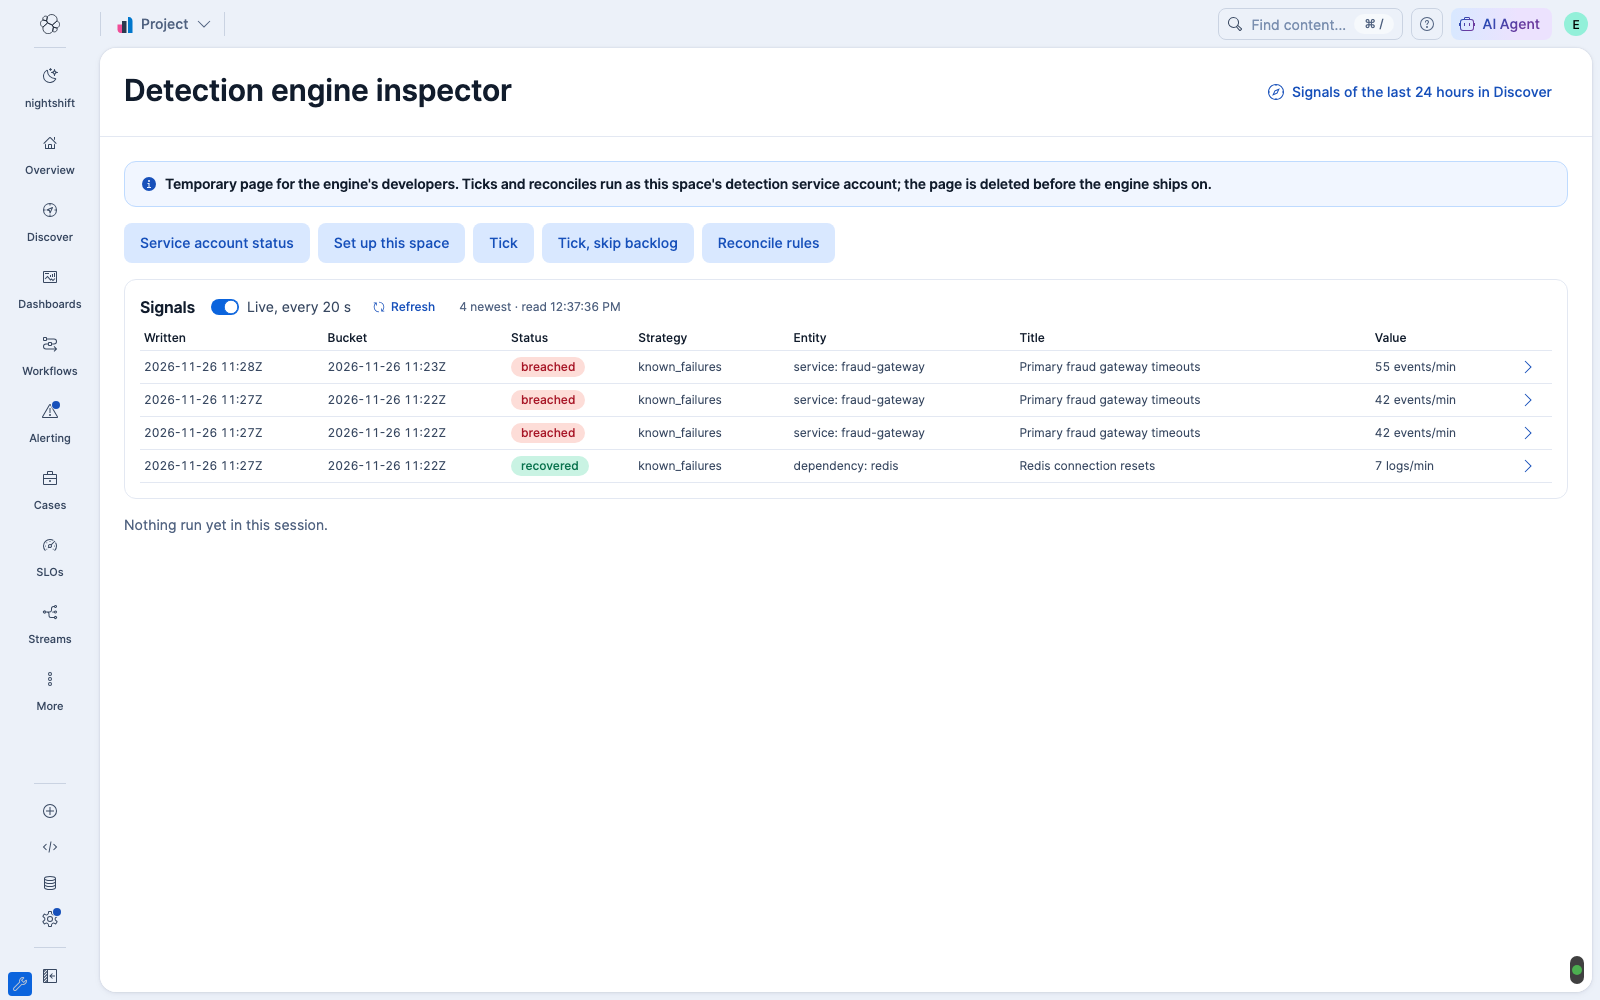 Project
Find content...
⌘ /
AI Agent
E
nightshift
Overview
Discover
Dashboards
Workflows
Alerting
Cases
SLOs
Streams
More
Detection engine inspector
Signals of the last 24 hours in Discover
Temporary page for the engine's developers. Ticks and reconciles run as this space's detection service account; the page is deleted before the engine ships on.
Service account status
Set up this space
Tick
Tick, skip backlog
Reconcile rules
Signals
Live, every 20 s
Refresh
4 newest · read 12:37:36 PM
Written Bucket Status Strategy Entity Title Value
2026-11-26 11:28Z 2026-11-26 11:23Z breached known_failures service: fraud-gateway Primary fraud gateway timeouts 55 events/min
2026-11-26 11:27Z 2026-11-26 11:22Z breached known_failures service: fraud-gateway Primary fraud gateway timeouts 42 events/min
2026-11-26 11:27Z 2026-11-26 11:22Z breached known_failures service: fraud-gateway Primary fraud gateway timeouts 42 events/min
2026-11-26 11:27Z 2026-11-26 11:22Z recovered known_failures dependency: redis Redis connection resets 7 logs/min
Nothing run yet in this session.